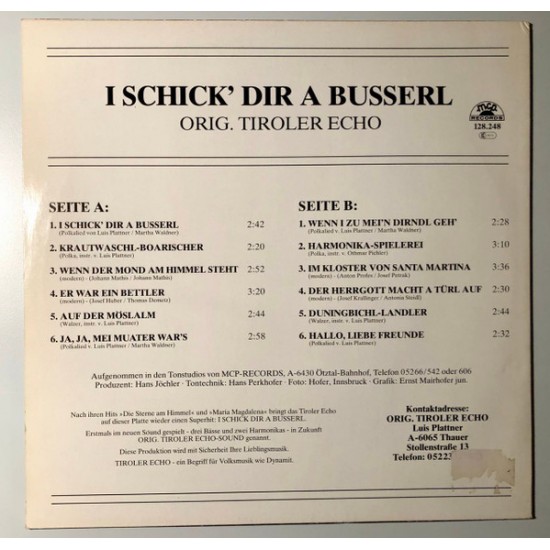 I SCHICK' DIR A BUSSERL
ORIG. TIROLER ECHO
mcp
RECORDS
128.248
SEITE A:
1. I SCHICK' DIR A BUSSERL 2:42
(Polkalied von Luis Plattner / Martha Waldner)
2. KRAUTWASCHL-BOARISCHER 2:20
(Polka, instr. v. Luis Plattner)
3. WENN DER MOND AM HIMMEL STEHT 2:52
(modern) - (Johann Mathis / Johann Mathis)
4. ER WAR EIN BETTLER 3:20
(modern) - (Josef Huber / Thomas Demetz)
5. AUF DER MÖSLALM 2:44
(Walzer, instr. v. Luis Plattner)
6. JA, JA, MEI MUATER WAR'S 2:58
(Polkalied v. Luis Plattner / Martha Waldner)
SEITE B:
1. WENN I ZU MEI'N DIRNDL GEH' 2:28
(Polkalied v. Luis Plattner / Martha Waldner)
2. HARMONIKA-SPIELEREI 3:10
(Polka, instr. v. Othmar Pichler)
3. IM KLOSTER VON SANTA MARTINA 3:36
(modern) - (Anton Profes / Josef Petrak)
4. DER HERRGOTT MACHT A TÜRL AUF 2:30
(modern) - (Josef Krallinger / Antonia Steidl)
5. DUNINGBICHL-LANDLER 2:44
(Walzer, instr. v. Luis Plattner)
6. HALLO, LIEBE FREUNDE 2:32
(Polkalied v. Luis Plattner / Martha Waldner)
Aufgenommen in den Tonstudios von MCP-RECORDS, A-6430 Ötztal-Bahnhof, Telefon 05266/542 oder 606
Produzent: Hans Jöchler · Tontechnik: Hans Perkhofer · Foto: Hofer, Innsbruck · Grafik: Ernst Mairhofer jun.
Nach ihren Hits »Die Sterne am Himmel« und »Maria Magdalena« bringt das Tiroler Echo
auf dieser Platte wieder einen Superhit: I SCHICK' DIR A BUSSERL.
Erstmals im neuen Sound gespielt - drei Bässe und zwei Harmonikas - in Zukunft
ORIG. TIROLER ECHO-SOUND genannt.
Diese Produktion wird mit Sicherheit Ihre Lieblingsmusik.
TIROLER ECHO - ein Begriff für Volksmusik wie Dynamit.
Kontaktadresse:
ORIG. TIROLER ECHO
Luis Plattner
A-6065 Thauer
Stollenstraße 13
Telefon: 05223